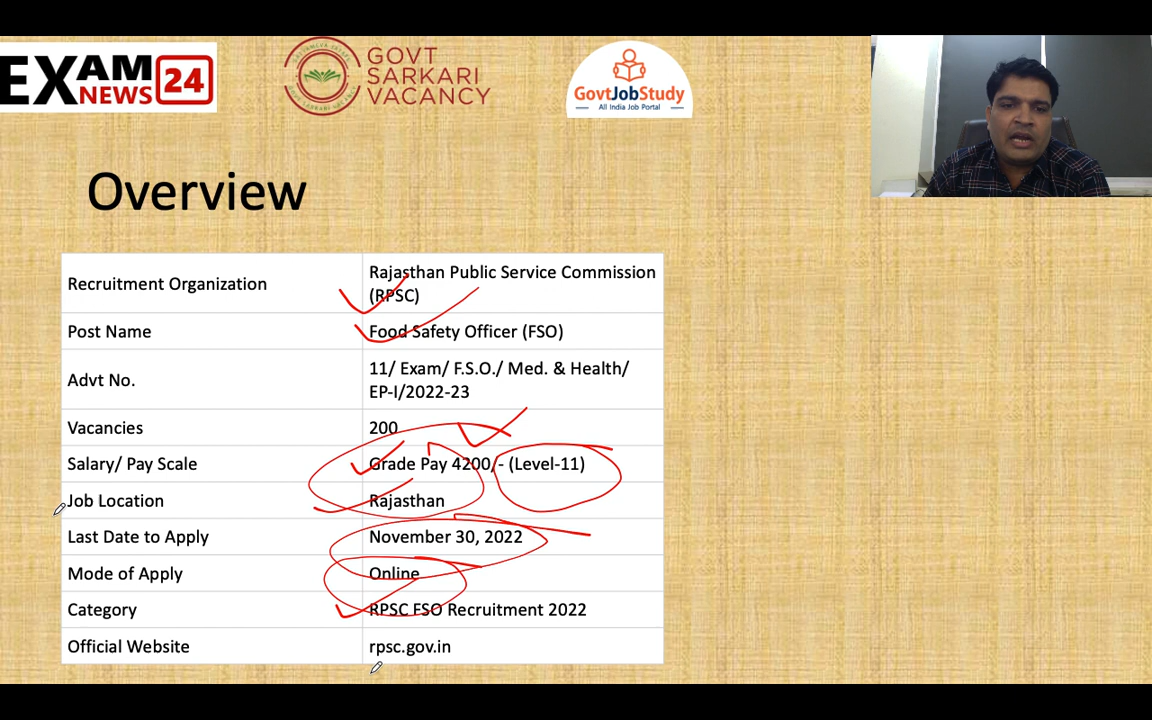 EXAM
NEWS 24
GOVT
SARKARI
VACANCY
GovtJobStudy
All India Job Portal
Overview
Recruitment Organization
Rajasthan Public Service Commission
(RPSC)
Post Name
Food Safety Officer (FSO)
Advt No.
11/ Exam/ F.S.O./ Med. & Health/
EP-I/2022-23
Vacancies
200
Salary/ Pay Scale
Grade Pay 4200/- (Level-11)
Job Location
Rajasthan
Last Date to Apply
November 30, 2022
Mode of Apply
Online
Category
RPSC FSO Recruitment 2022
Official Website
rpsc.gov.in